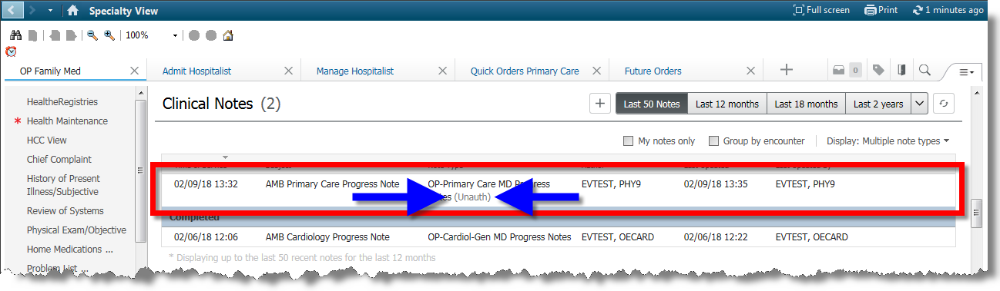 Specialty View
Full screen
Print
1 minutes ago
100%
OP Family Med
Admit Hospitalist
Manage Hospitalist
Quick Orders Primary Care
Future Orders
0
HealtheRegistries
* Health Maintenance
HCC View
Chief Complaint
History of Present
Illness/Subjective
Review of Systems
Physical Exam/Objective
Home Medications ...
Problem List ...
Clinical Notes (2)
Last 50 Notes
Last 12 months
Last 18 months
Last 2 years
My notes only
Group by encounter
Display: Multiple note types
02/09/18 13:32 AMB Primary Care Progress Note OP-Primary Care MD Progress EVTEST, PHY9 02/09/18 13:35 EVTEST, PHY9
(Unauth)
Completed
02/06/18 12:06 AMB Cardiology Progress Note OP-Cardiol-Gen MD Progress Notes EVTEST, OECARD 02/06/18 12:22 EVTEST, OECARD
* Displaying up to the last 50 recent notes for the last 12 months